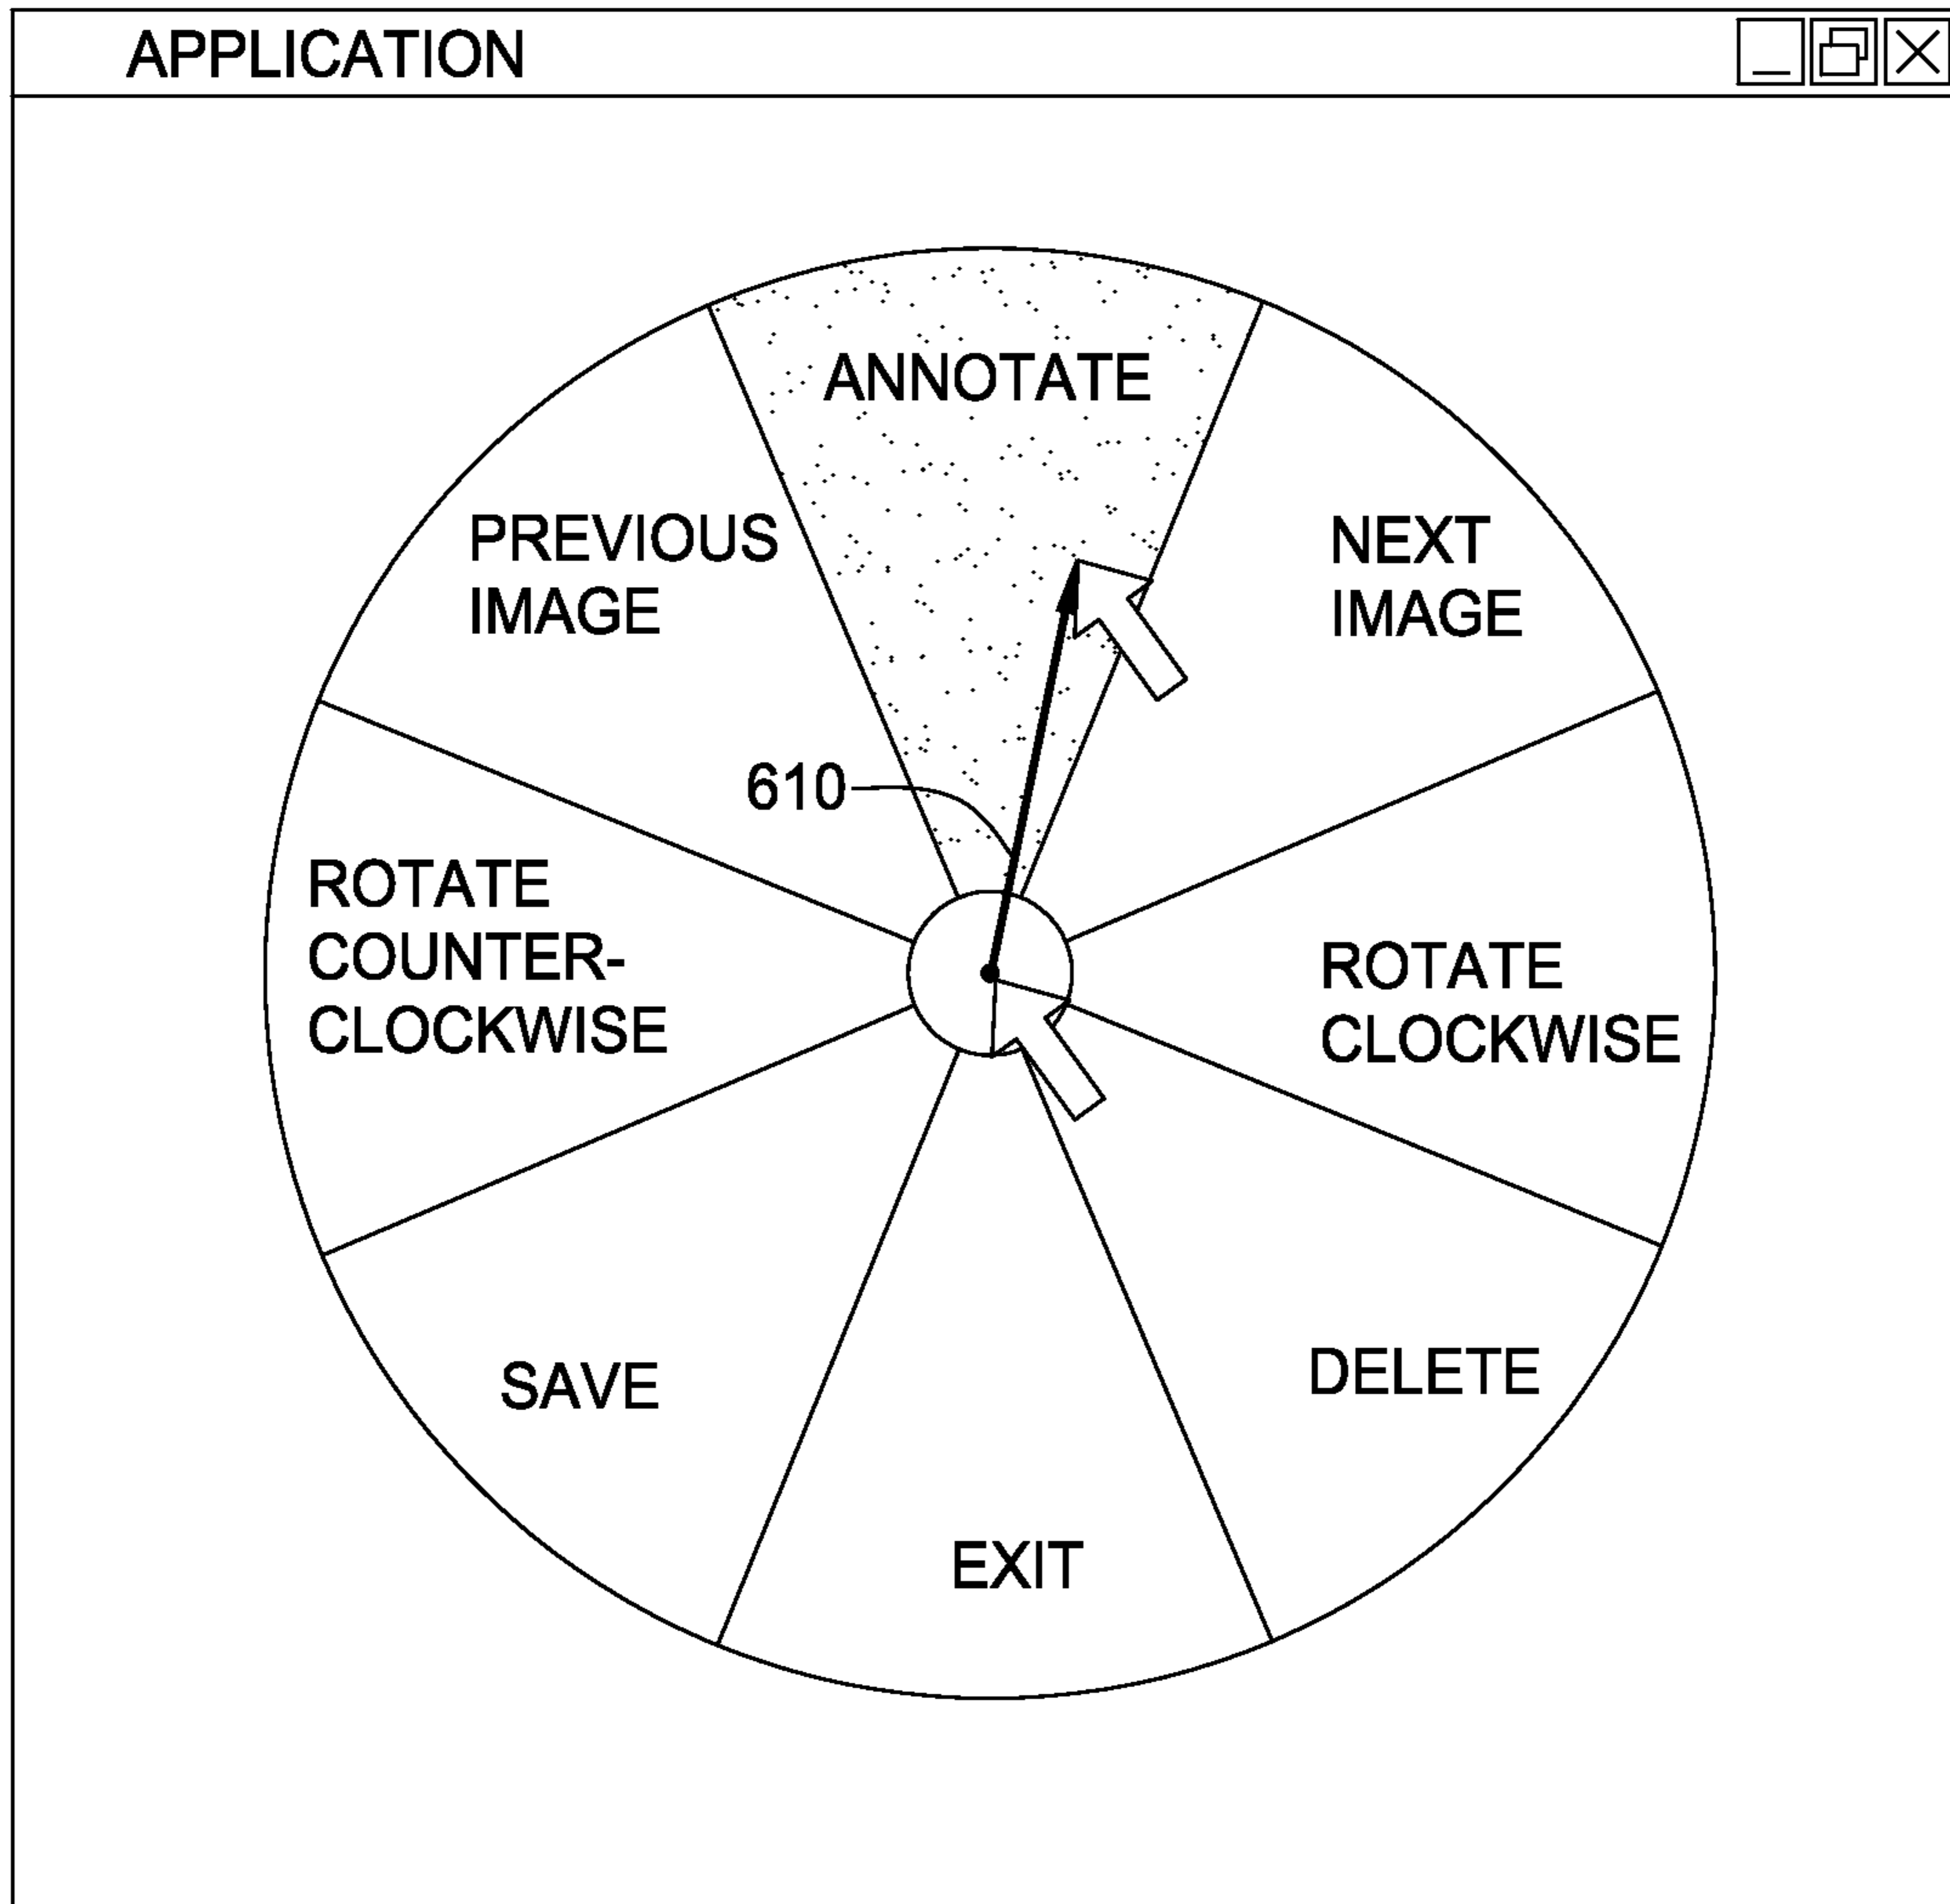 APPLICATION
ANNOTATE
PREVIOUS
IMAGE
NEXT
IMAGE
610
ROTATE
COUNTER-
CLOCKWISE
ROTATE
CLOCKWISE
SAVE
DELETE
EXIT